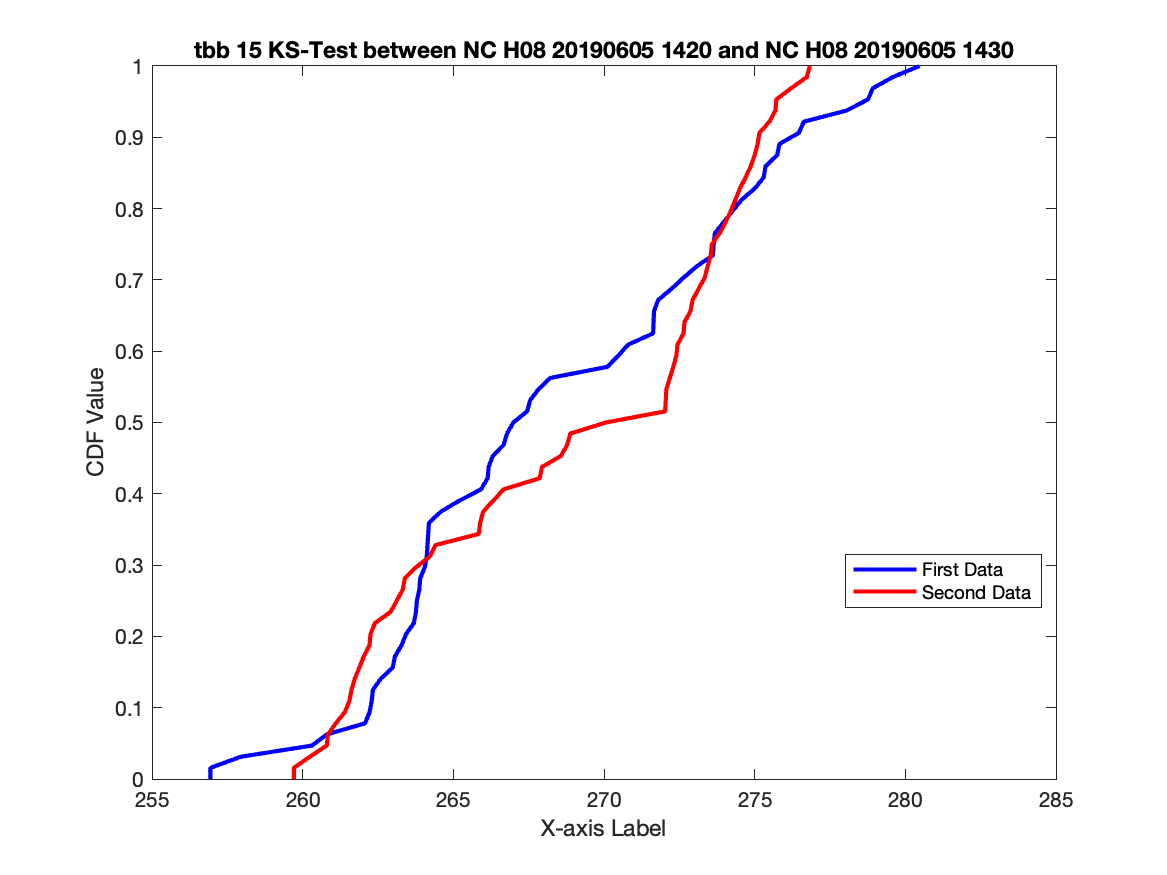 tbb 15 KS-Test between NC H08 20190605 1420 and NC H08 20190605 1430
1
0.9
0.8
0.7
0.6
0.5
0.4
0.3
0.2
0.1
0
CDF Value
First Data
Second Data
255 260 265 270 275 280 285
X-axis Label